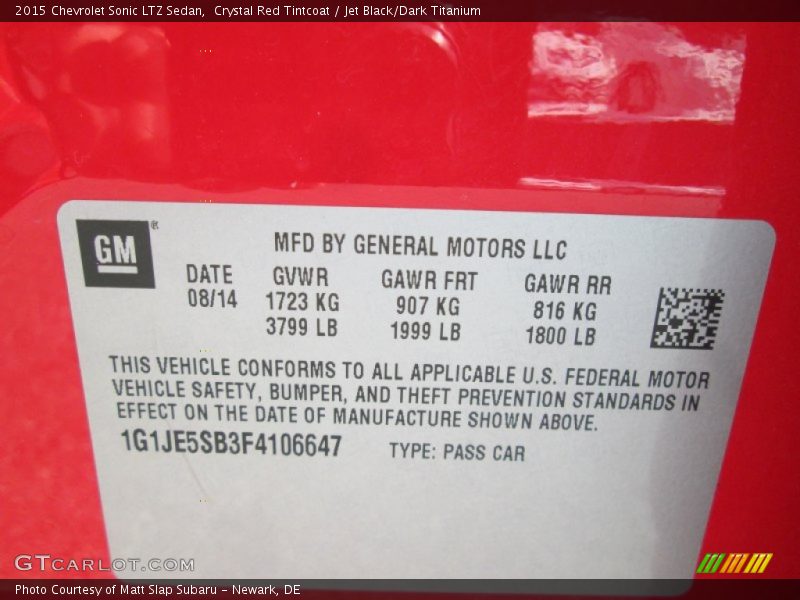 2015 Chevrolet Sonic LTZ Sedan,  Crystal Red Tintcoat / Jet Black/Dark Titanium
GM®
MFD BY GENERAL MOTORS LLC
DATE GVWR GAWR FRT GAWR RR
08/14 1723 KG 907 KG 816 KG
3799 LB 1999 LB 1800 LB
THIS VEHICLE CONFORMS TO ALL APPLICABLE U.S. FEDERAL MOTOR
VEHICLE SAFETY, BUMPER, AND THEFT PREVENTION STANDARDS IN
EFFECT ON THE DATE OF MANUFACTURE SHOWN ABOVE.
1G1JE5SB3F4106647 TYPE: PASS CAR
GTCARLOT.COM
Photo Courtesy of Matt Slap Subaru - Newark, DE